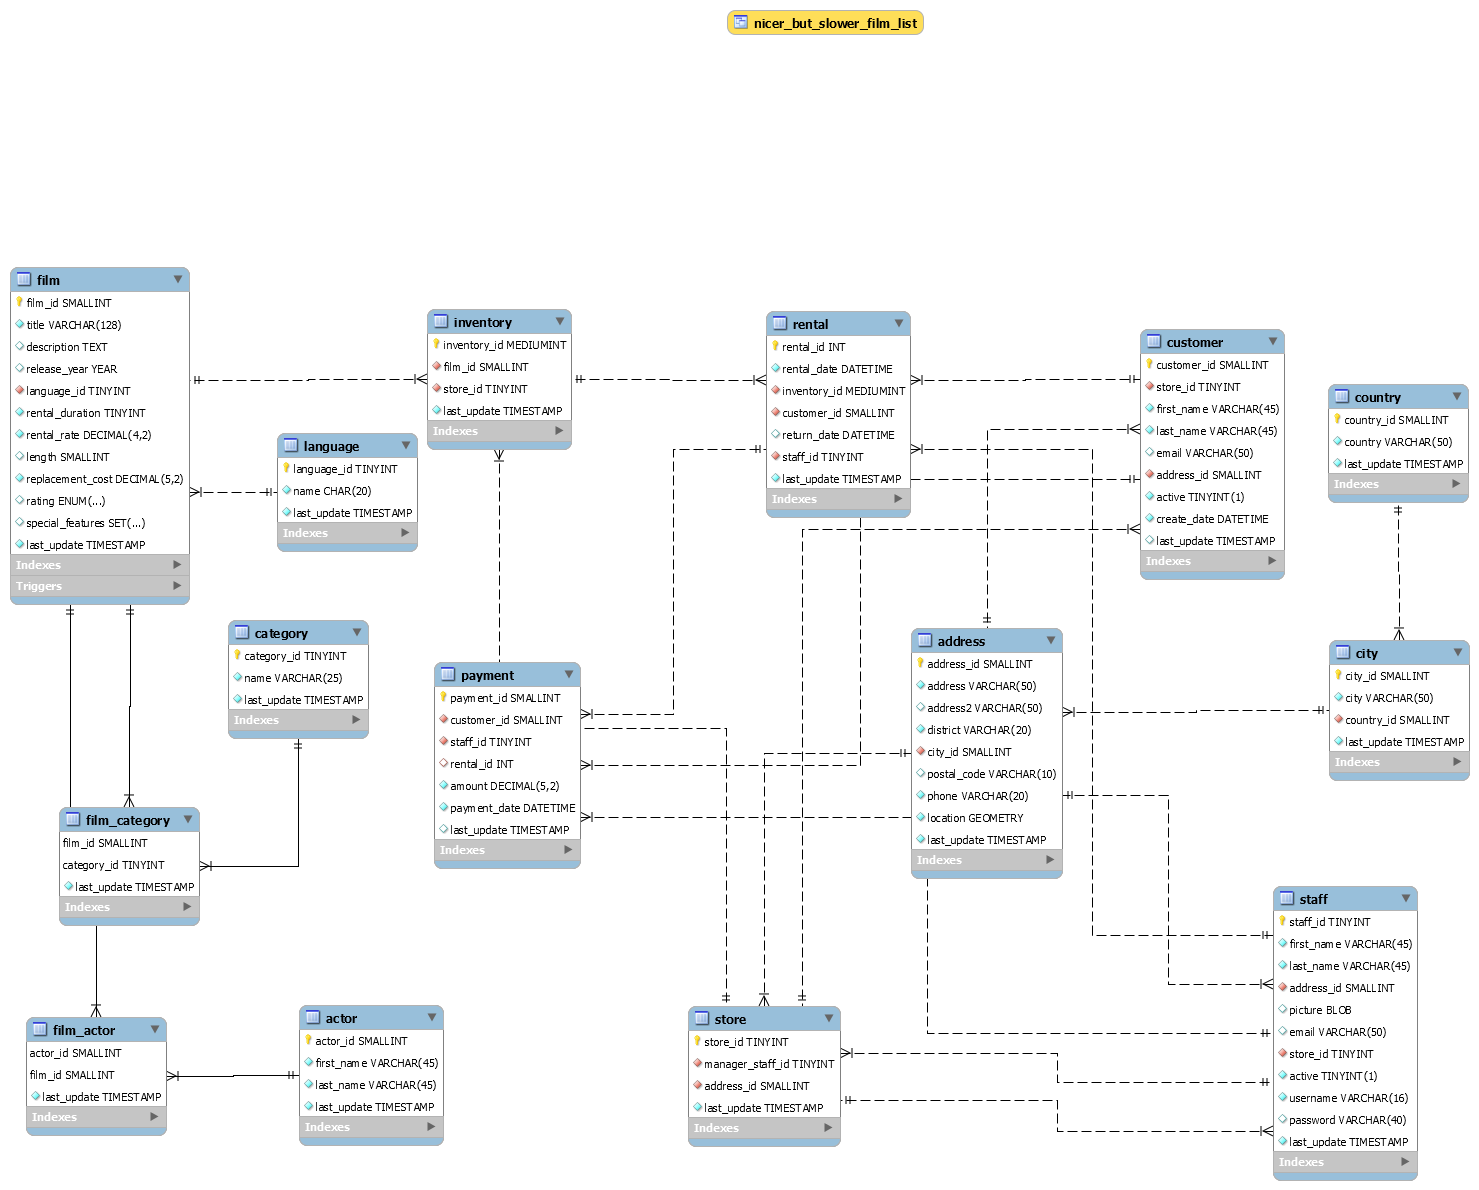 nicer_but_slower_film_list
film
film_id SMALLINT
title VARCHAR(128)
description TEXT
release_year YEAR
language_id TINYINT
rental_duration TINYINT
rental_rate DECIMAL(4,2)
length SMALLINT
replacement_cost DECIMAL(5,2)
rating ENUM(...)
special_features SET(...)
last_update TIMESTAMP
Indexes
Triggers
language
language_id TINYINT
name CHAR(20)
last_update TIMESTAMP
Indexes
inventory
inventory_id MEDIUMINT
film_id SMALLINT
store_id TINYINT
last_update TIMESTAMP
Indexes
rental
rental_id INT
rental_date DATETIME
inventory_id MEDIUMINT
customer_id SMALLINT
return_date DATETIME
staff_id TINYINT
last_update TIMESTAMP
Indexes
customer
customer_id SMALLINT
store_id TINYINT
first_name VARCHAR(45)
last_name VARCHAR(45)
email VARCHAR(50)
address_id SMALLINT
active TINYINT(1)
create_date DATETIME
last_update TIMESTAMP
Indexes
country
country_id SMALLINT
country VARCHAR(50)
last_update TIMESTAMP
Indexes
category
category_id TINYINT
name VARCHAR(25)
last_update TIMESTAMP
Indexes
payment
payment_id SMALLINT
customer_id SMALLINT
staff_id TINYINT
rental_id INT
amount DECIMAL(5,2)
payment_date DATETIME
last_update TIMESTAMP
Indexes
address
address_id SMALLINT
address VARCHAR(50)
address2 VARCHAR(50)
district VARCHAR(20)
city_id SMALLINT
postal_code VARCHAR(10)
phone VARCHAR(20)
location GEOMETRY
last_update TIMESTAMP
Indexes
city
city_id SMALLINT
city VARCHAR(50)
country_id SMALLINT
last_update TIMESTAMP
Indexes
film_category
film_id SMALLINT
category_id TINYINT
last_update TIMESTAMP
Indexes
film_actor
actor_id SMALLINT
film_id SMALLINT
last_update TIMESTAMP
Indexes
actor
actor_id SMALLINT
first_name VARCHAR(45)
last_name VARCHAR(45)
last_update TIMESTAMP
Indexes
store
store_id TINYINT
manager_staff_id TINYINT
address_id SMALLINT
last_update TIMESTAMP
Indexes
staff
staff_id TINYINT
first_name VARCHAR(45)
last_name VARCHAR(45)
address_id SMALLINT
picture BLOB
email VARCHAR(50)
store_id TINYINT
active TINYINT(1)
username VARCHAR(16)
password VARCHAR(40)
last_update TIMESTAMP
Indexes